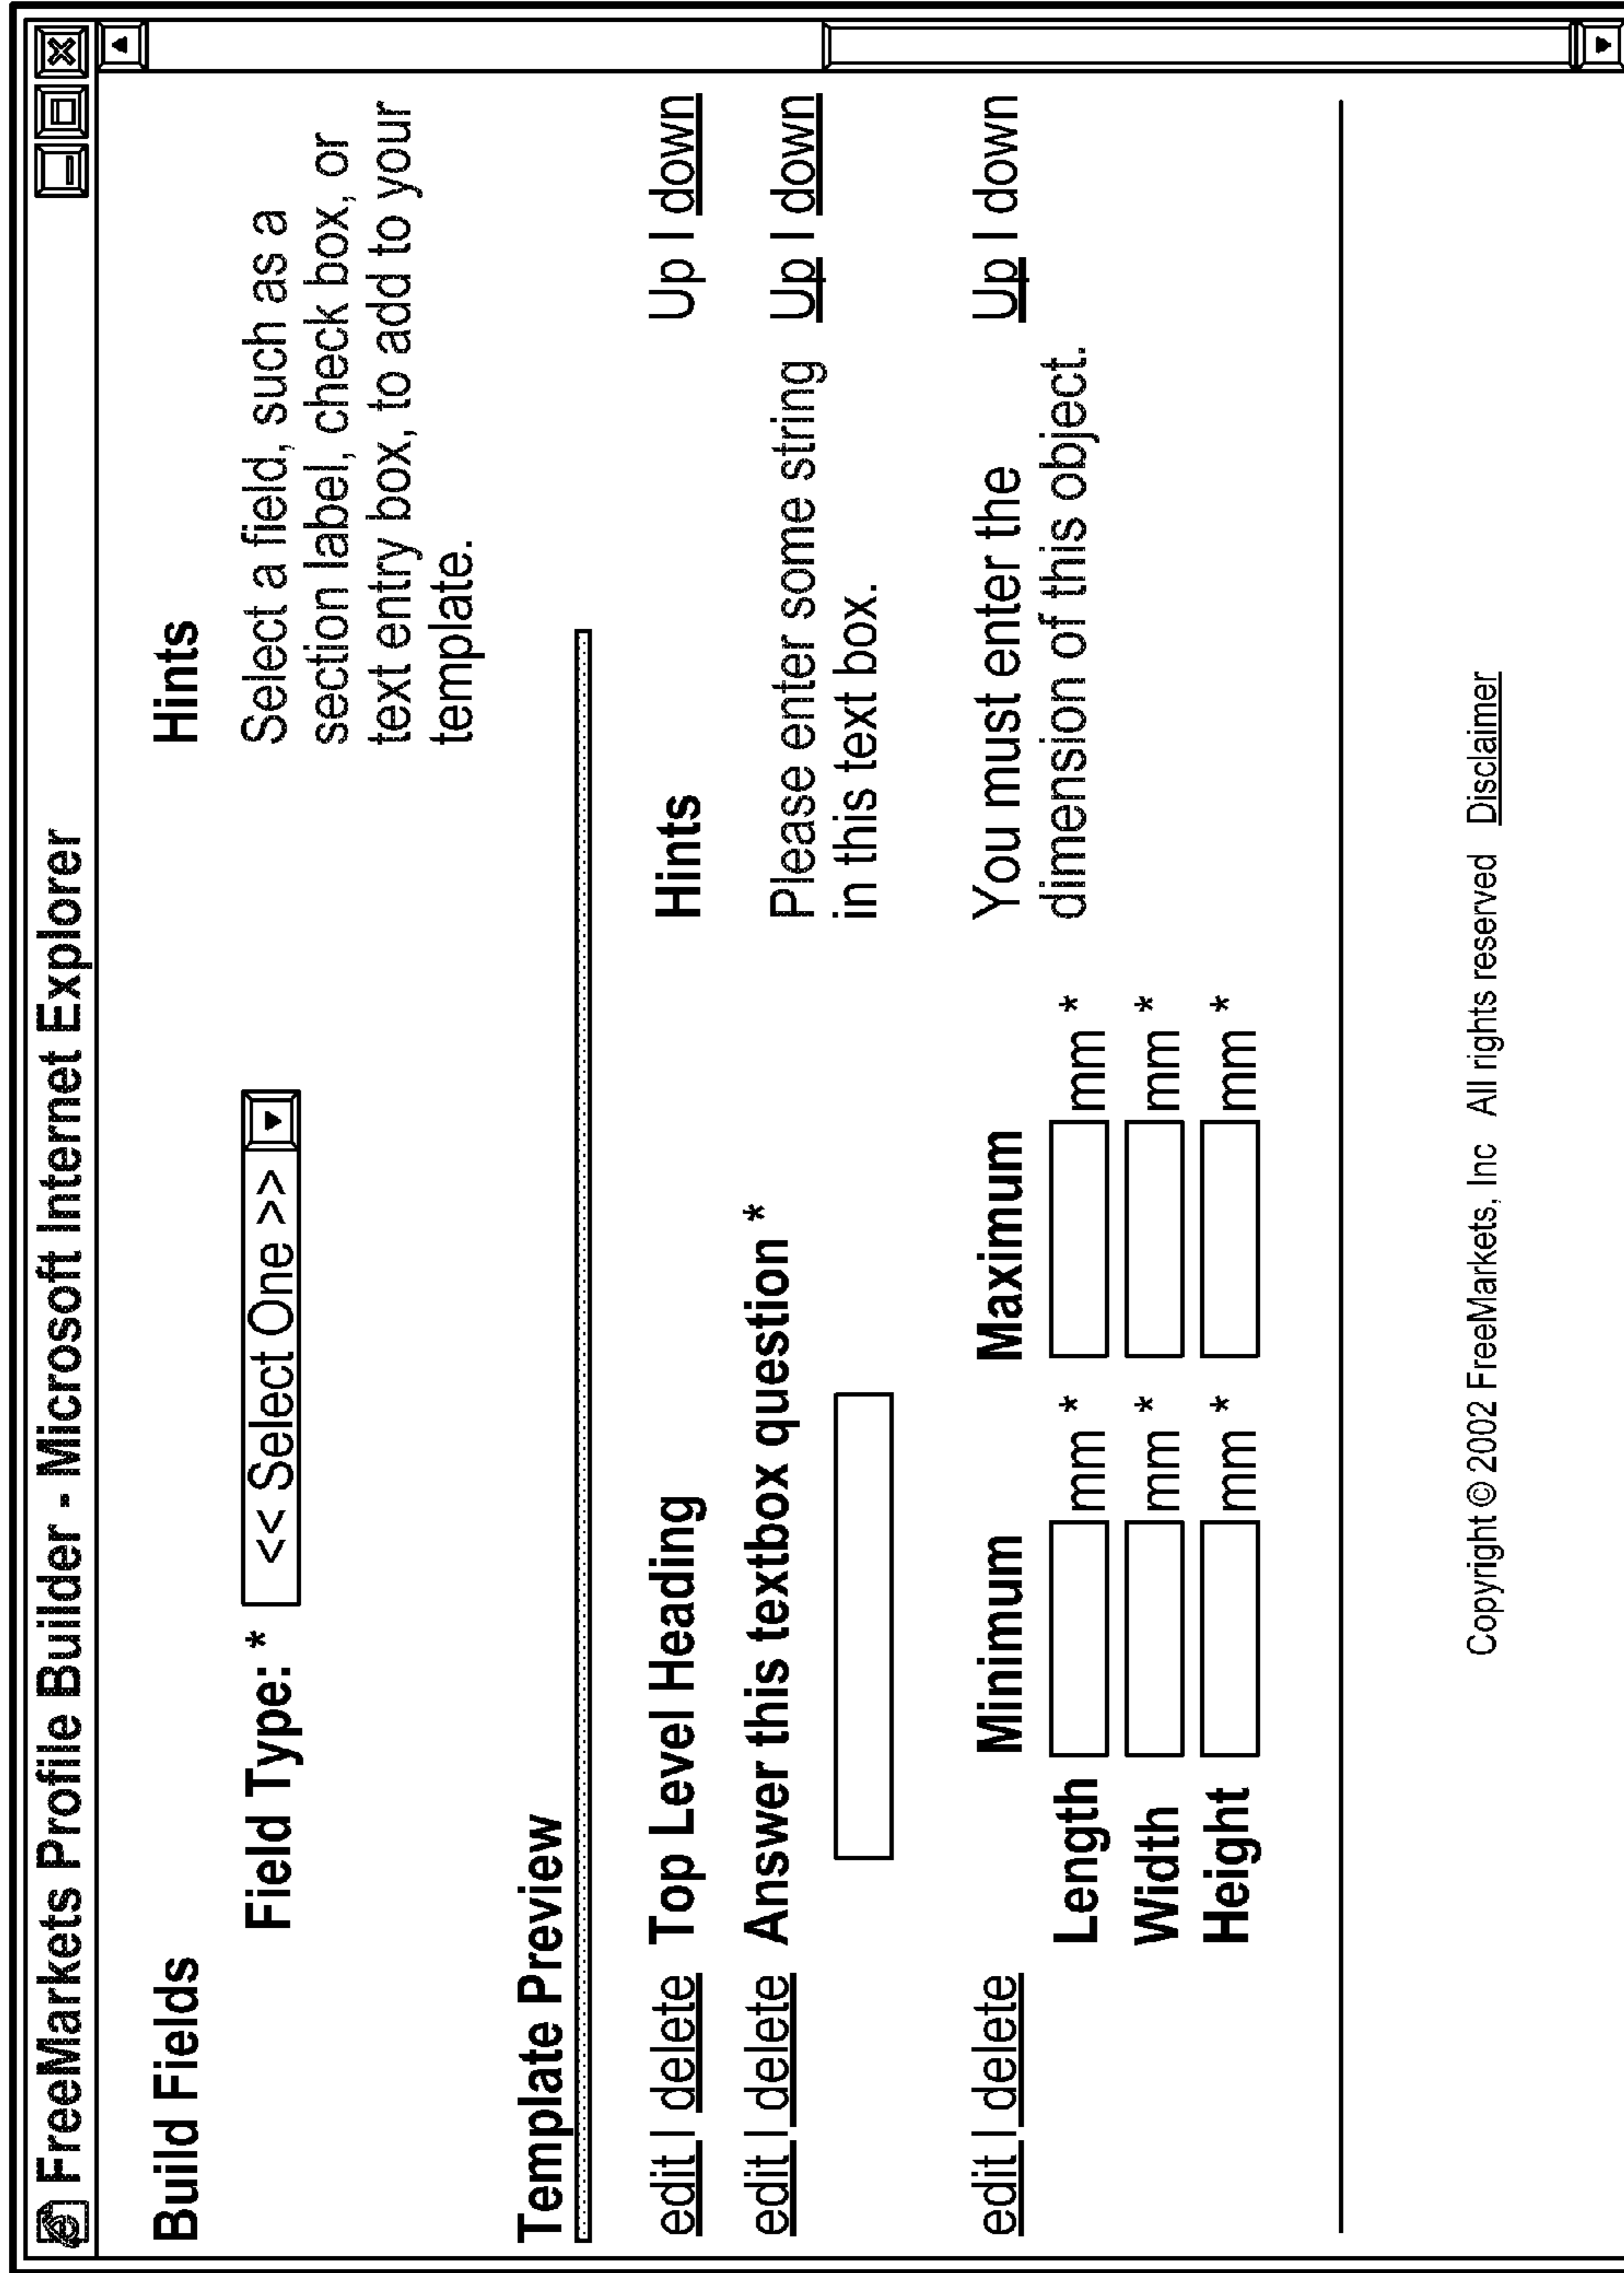 FreeMarkets Profile Builder - Microsoft Internet Explorer
Build Fields
Hints
Field Type: * << Select One >>
Select a field, such as a
section label, check box, or
text entry box, to add to your
template.
Template Preview
edit | delete Top Level Heading Hints Up | down
edit | delete Answer this textbox question * Please enter some string Up | down
in this text box.
edit | delete Minimum Maximum You must enter the Up | down
dimension of this object.
Length mm * mm *
Width mm * mm *
Height mm * mm *
Copyright © 2002 FreeMarkets, Inc All rights reserved Disclaimer